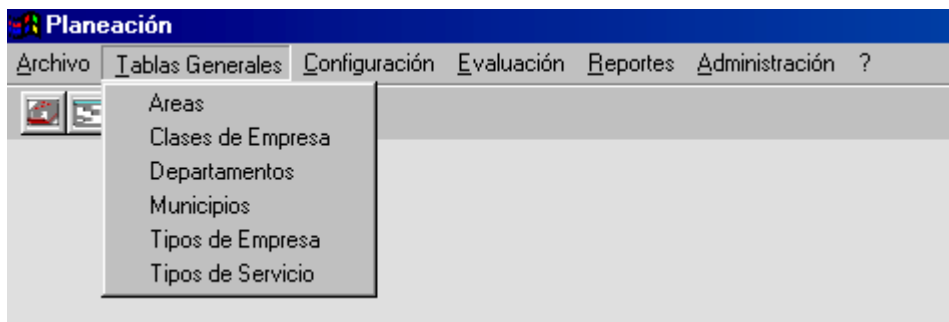 Planeación
Archivo Tablas Generales Configuración Evaluación Reportes Administración ?
Areas
Clases de Empresa
Departamentos
Municipios
Tipos de Empresa
Tipos de Servicio